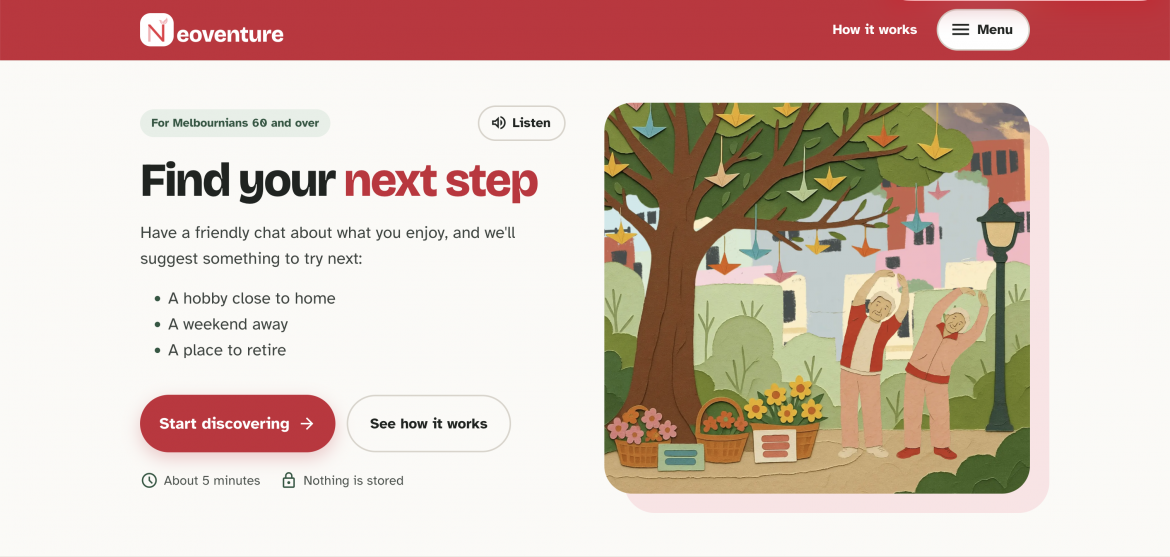 Neoventure
How it works
Menu
For Melbournians 60 and over
Listen
Find your next step
Have a friendly chat about what you enjoy, and we'll
suggest something to try next:
• A hobby close to home
• A weekend away
• A place to retire
Start discovering →
See how it works
About 5 minutes
Nothing is stored